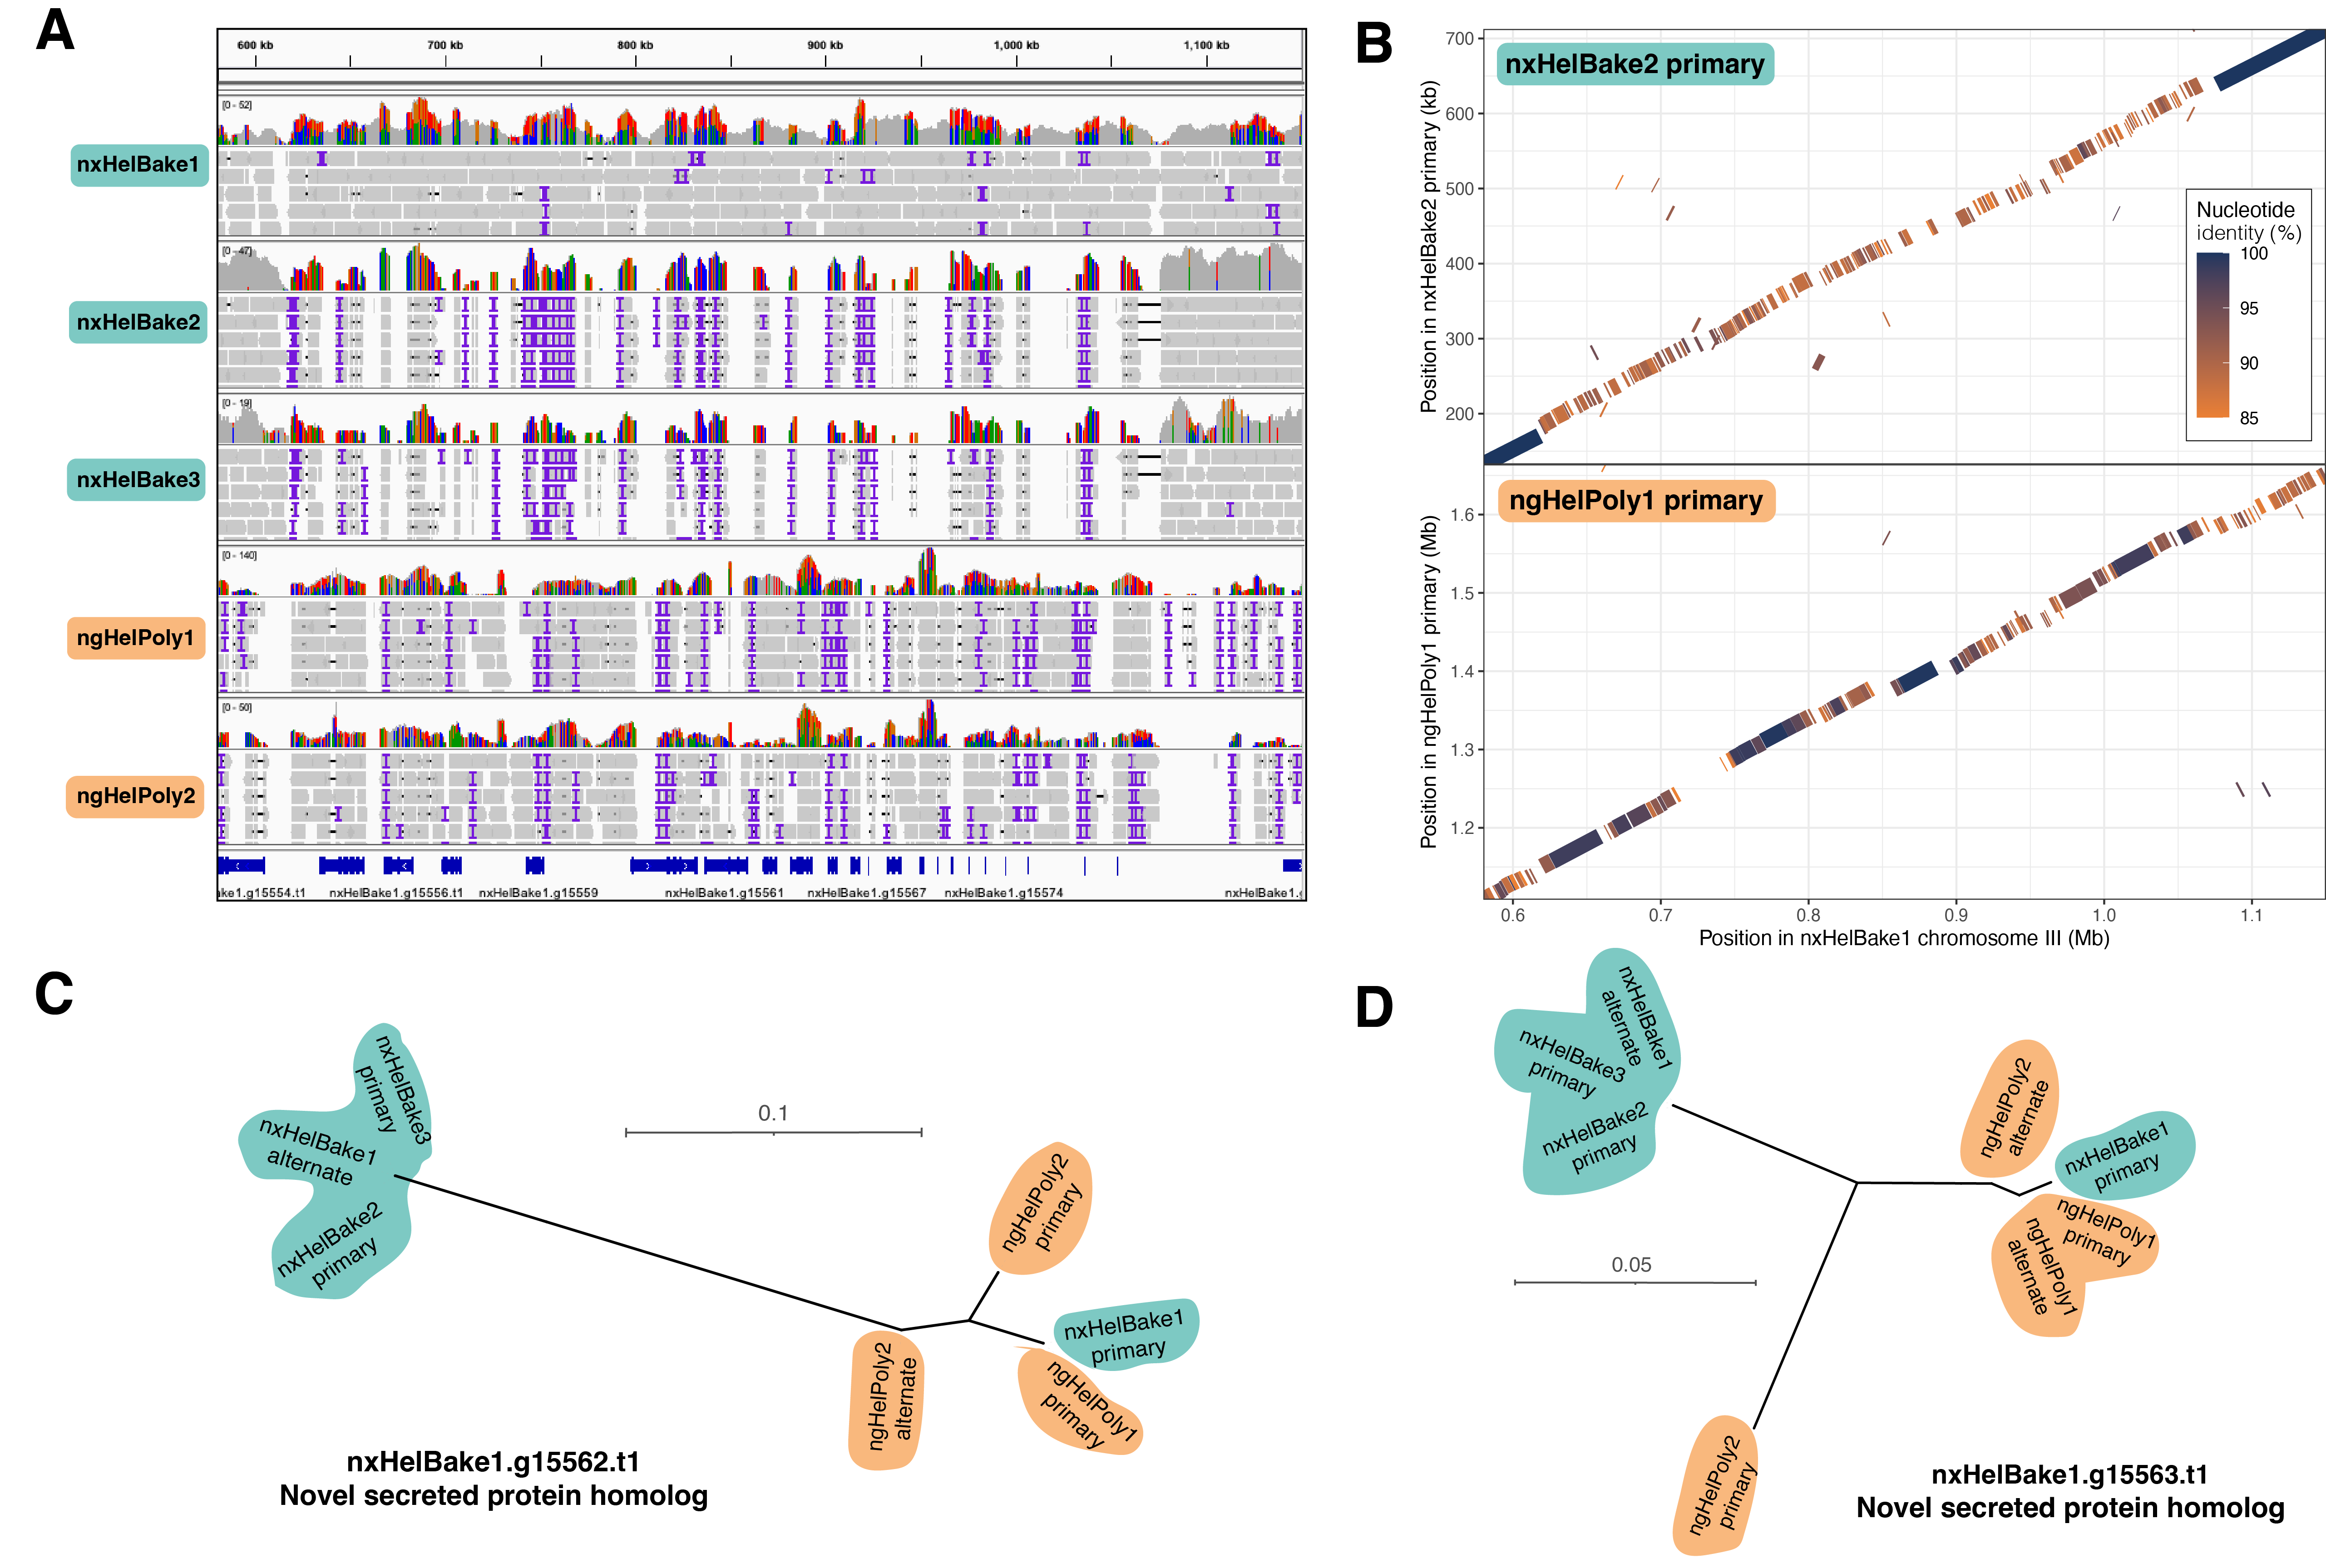 A
600 kb
700 kb
800 kb
900 kb
1,000 kb
1,100 kb
[0 - 52]
nxHelBake1
[0 - 47]
nxHelBake2
[0 - 19]
nxHelBake3
[0 - 140]
ngHelPoly1
[0 - 50]
ngHelPoly2
ake1.g15554.t1
nxHelBake1.g15556.t1
nxHelBake1.g15559
nxHelBake1.g15561
nxHelBake1.g15567
nxHelBake1.g15574
nxHelBake1.g
B
nxHelBake2 primary
Position in nxHelBake2 primary (kb)
700
600
500
400
300
200
Nucleotide
identity (%)
100
95
90
85
ngHelPoly1 primary
Position in ngHelPoly1 primary (Mb)
1.6
1.5
1.4
1.3
1.2
0.6
0.7
0.8
0.9
1.0
1.1
Position in nxHelBake1 chromosome III (Mb)
C
nxHelBake3
primary
nxHelBake1
alternate
nxHelBake2
primary
0.1
ngHelPoly2
primary
nxHelBake1
primary
ngHelPoly2
alternate
ngHelPoly1
primary
nxHelBake1.g15562.t1
Novel secreted protein homolog
D
nxHelBake1
alternate
nxHelBake3
primary
nxHelBake2
primary
ngHelPoly2
alternate
nxHelBake1
primary
ngHelPoly1
primary
ngHelPoly1
alternate
0.05
ngHelPoly2
primary
nxHelBake1.g15563.t1
Novel secreted protein homolog